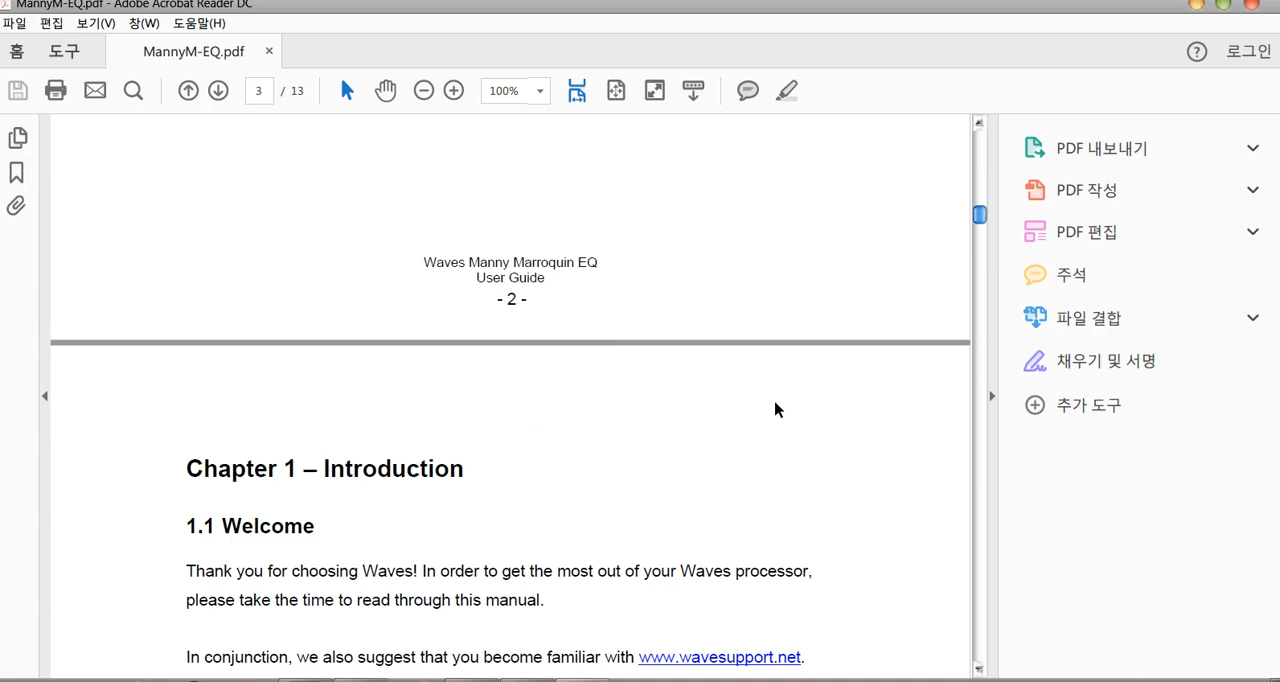 MannyM-EQ.pdf - Adobe Acrobat Reader DC
파일 편집 보기(V) 창(W) 도움말(H)
홈 도구 MannyM-EQ.pdf × ? 로그인
3 / 13 100%
PDF 내보내기
PDF 작성
PDF 편집
주석
파일 결합
채우기 및 서명
추가 도구
Waves Manny Marroquin EQ
User Guide
- 2 -
Chapter 1 – Introduction
1.1 Welcome
Thank you for choosing Waves! In order to get the most out of your Waves processor,
please take the time to read through this manual.
In conjunction, we also suggest that you become familiar with www.wavesupport.net.